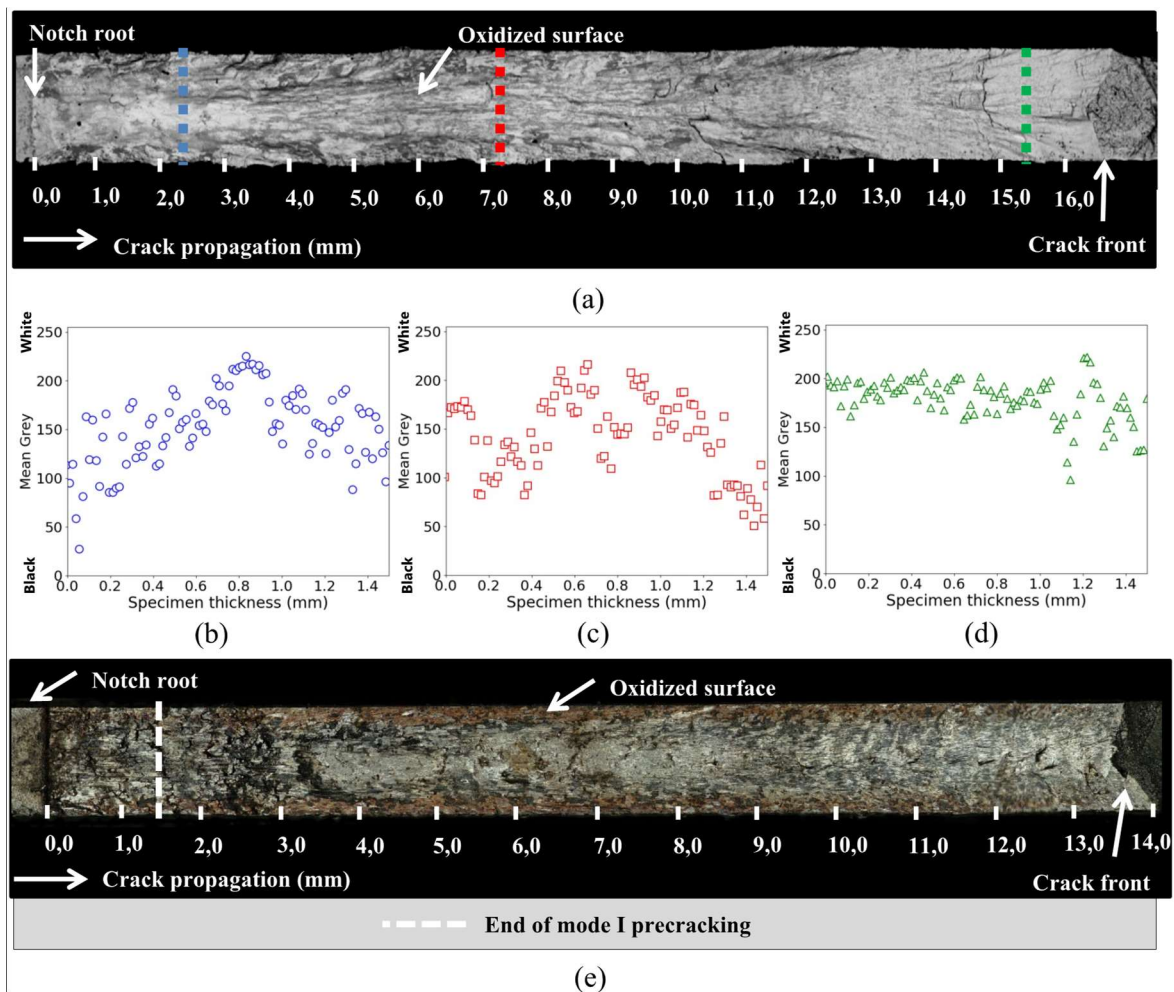 Notch root
Oxidized surface
0,0 1,0 2,0 3,0 4,0 5,0 6,0 7,0 8,0 9,0 10,0 11,0 12,0 13,0 14,0 15,0 16,0
Crack propagation (mm)
Crack front
(a)
White
Mean Grey
Black
250
200
150
100
50
0
0.0 0.2 0.4 0.6 0.8 1.0 1.2 1.4
Specimen thickness (mm)
(b)
White
Mean Grey
Black
250
200
150
100
50
0
0.0 0.2 0.4 0.6 0.8 1.0 1.2 1.4
Specimen thickness (mm)
(c)
White
Mean Grey
Black
250
200
150
100
50
0
0.0 0.2 0.4 0.6 0.8 1.0 1.2 1.4
Specimen thickness (mm)
(d)
Notch root
Oxidized surface
0,0 1,0 2,0 3,0 4,0 5,0 6,0 7,0 8,0 9,0 10,0 11,0 12,0 13,0 14,0
Crack propagation (mm)
Crack front
End of mode I precracking
(e)